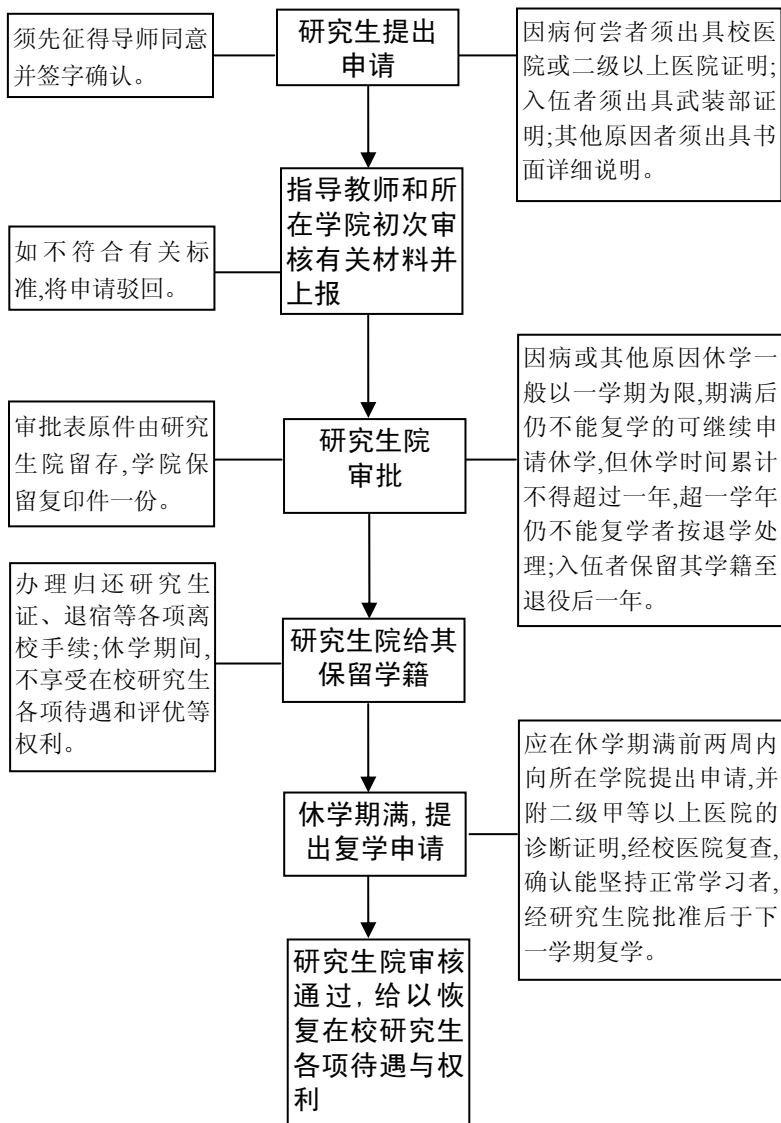 须先征得导师同意
并签字确认。
研究生提出
申请
因病何尝者须出具校医
院或二级以上医院证明;
入伍者须出具武装部证
明;其他原因者须出具书
面详细说明。
指导教师和所
在学院初次审
核有关材料并
上报
如不符合有关标
准,将申请驳回。
审批表原件由研究
生院留存,学院保
留复印件一份。
研究生院
审批
因病或其他原因休学一
般以一学期为限,期满后
仍不能复学的可继续申
请休学,但休学时间累计
不得超过一年,超一学年
仍不能复学者按退学处
理;入伍者保留其学籍至
退役后一年。
办理归还研究生
证、退宿等各项离
校手续;休学期间,
不享受在校研究生
各项待遇和评优等
权利。
研究生院给其
保留学籍
休学期满,提
出复学申请
应在休学期满前两周内
向所在学院提出申请,并
附二级甲等以上医院的
诊断证明,经校医院复查,
确认能坚持正常学习者,
经研究生院批准后于下
一学期复学。
研究生院审核
通过,给以恢
复在校研究生
各项待遇与权
利